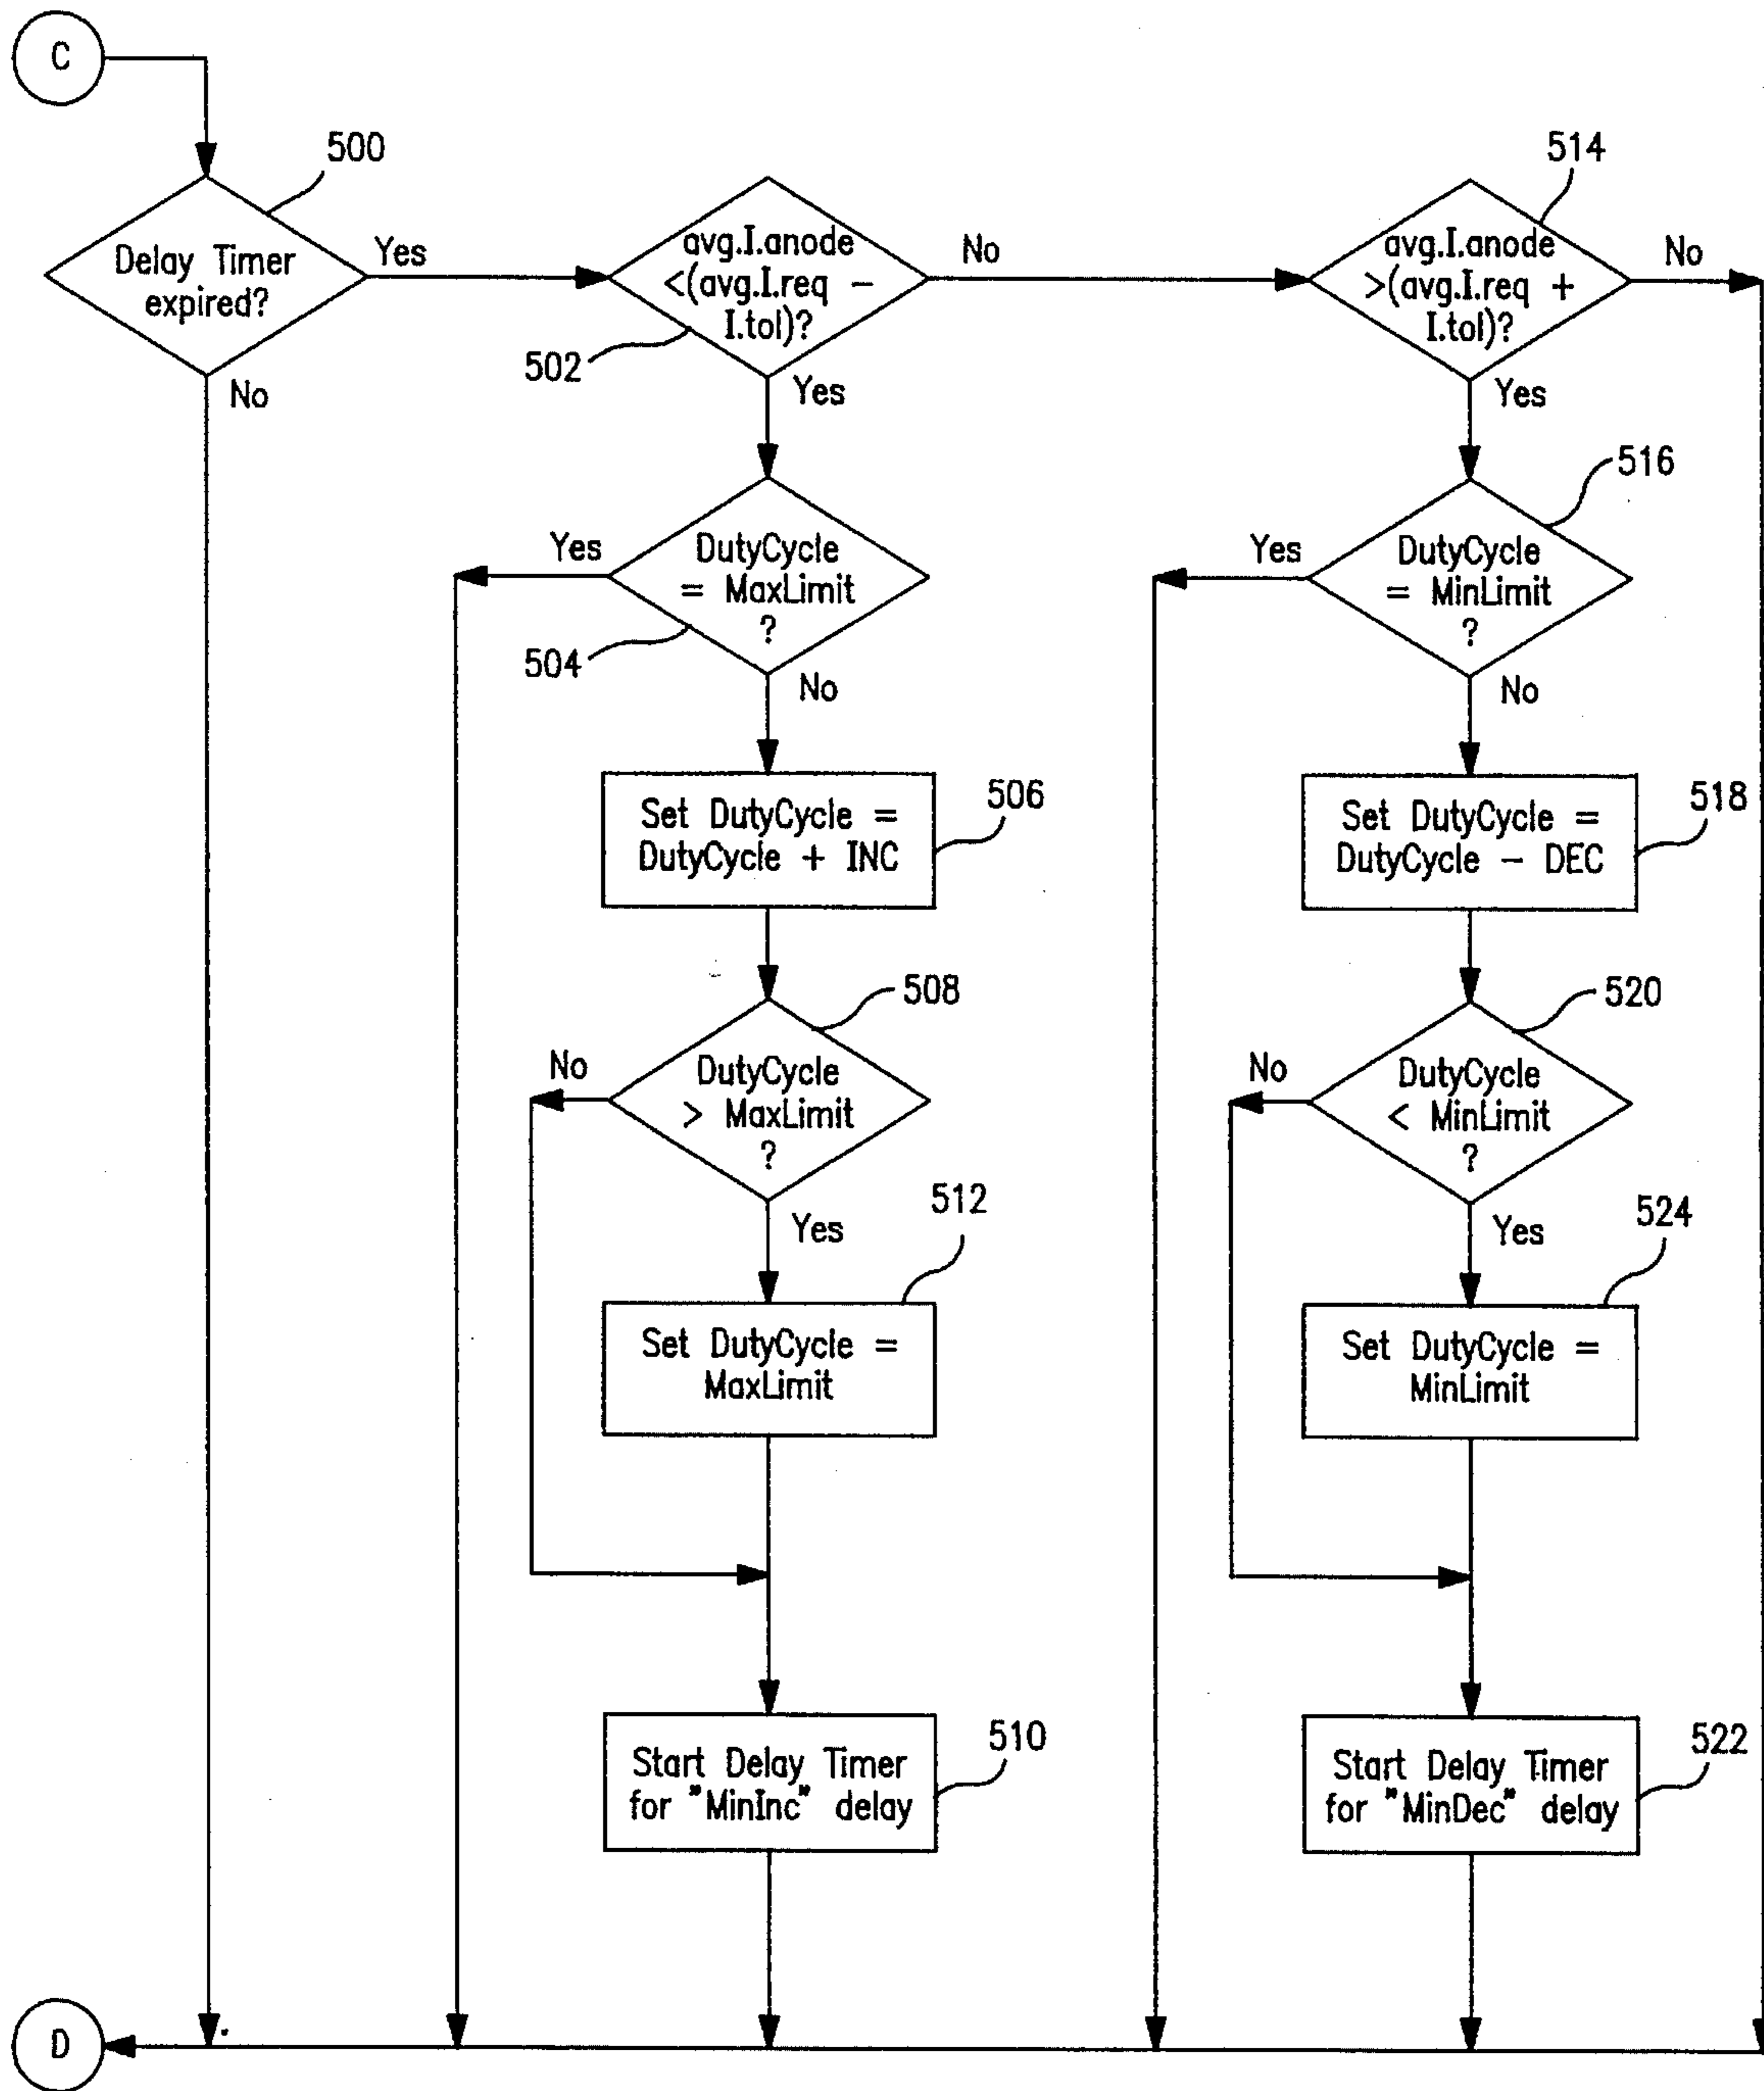 C
500
Delay Timer
expired?
Yes
No
avg.I.anode
<(avg.I.req –
I.tol)?
502
No
Yes
514
avg.I.anode
>(avg.I.req +
I.tol)?
No
Yes
DutyCycle
= MaxLimit
?
504
Yes
No
516
DutyCycle
= MinLimit
?
Yes
No
Set DutyCycle =
DutyCycle + INC
506
Set DutyCycle =
DutyCycle – DEC
518
508
DutyCycle
> MaxLimit
?
No
Yes
520
DutyCycle
< MinLimit
?
No
Yes
512
Set DutyCycle =
MaxLimit
524
Set DutyCycle =
MinLimit
Start Delay Timer
for "MinInc" delay
510
Start Delay Timer
for "MinDec" delay
522
D